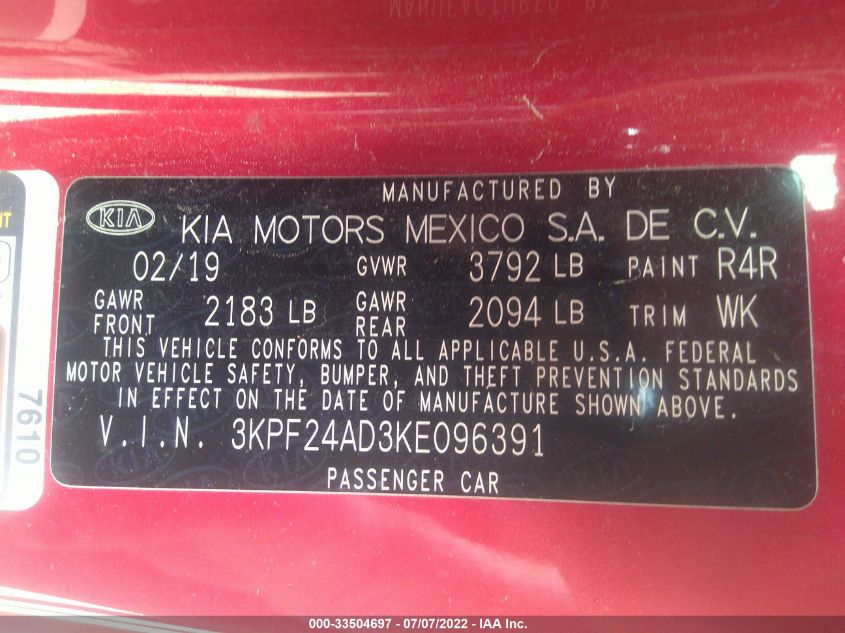 MANUFACTURED BY
KIA KIA MOTORS MEXICO S.A. DE C.V.
02/19 GVWR 3792 LB PAINT R4R
GAWR FRONT 2183 LB GAWR REAR 2094 LB TRIM WK
THIS VEHICLE CONFORMS TO ALL APPLICABLE U.S.A. FEDERAL
MOTOR VEHICLE SAFETY, BUMPER, AND THEFT PREVENTION STANDARDS
IN EFFECT ON THE DATE OF MANUFACTURE SHOWN ABOVE.
V.I.N. 3KPF24AD3KE096391
PASSENGER CAR
7610
000-33504697 - 07/07/2022 - IAA Inc.